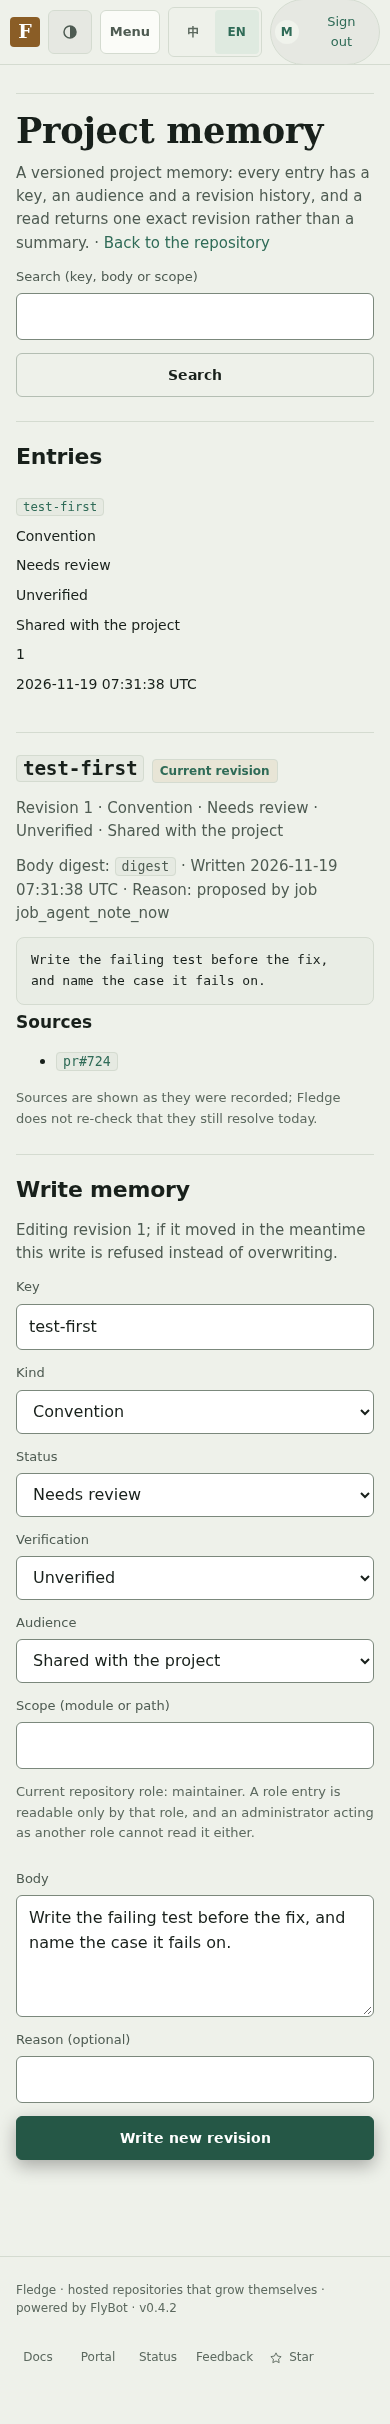 F
Menu
中
EN
M
Sign
out
Project memory
A versioned project memory: every entry has a
key, an audience and a revision history, and a
read returns one exact revision rather than a
summary. · Back to the repository
Search (key, body or scope)
Search
Entries
test-first
Convention
Needs review
Unverified
Shared with the project
1
2026-11-19 07:31:38 UTC
test-first Current revision
Revision 1 · Convention · Needs review ·
Unverified · Shared with the project
Body digest: digest · Written 2026-11-19
07:31:38 UTC · Reason: proposed by job
job_agent_note_now
Write the failing test before the fix,
and name the case it fails on.
Sources
pr#724
Sources are shown as they were recorded; Fledge
does not re-check that they still resolve today.
Write memory
Editing revision 1; if it moved in the meantime
this write is refused instead of overwriting.
Key
test-first
Kind
Convention
Status
Needs review
Verification
Unverified
Audience
Shared with the project
Scope (module or path)
Current repository role: maintainer. A role entry is
readable only by that role, and an administrator acting
as another role cannot read it either.
Body
Write the failing test before the fix, and
name the case it fails on.
Reason (optional)
Write new revision
Fledge · hosted repositories that grow themselves ·
powered by FlyBot · v0.4.2
Docs Portal Status Feedback Star